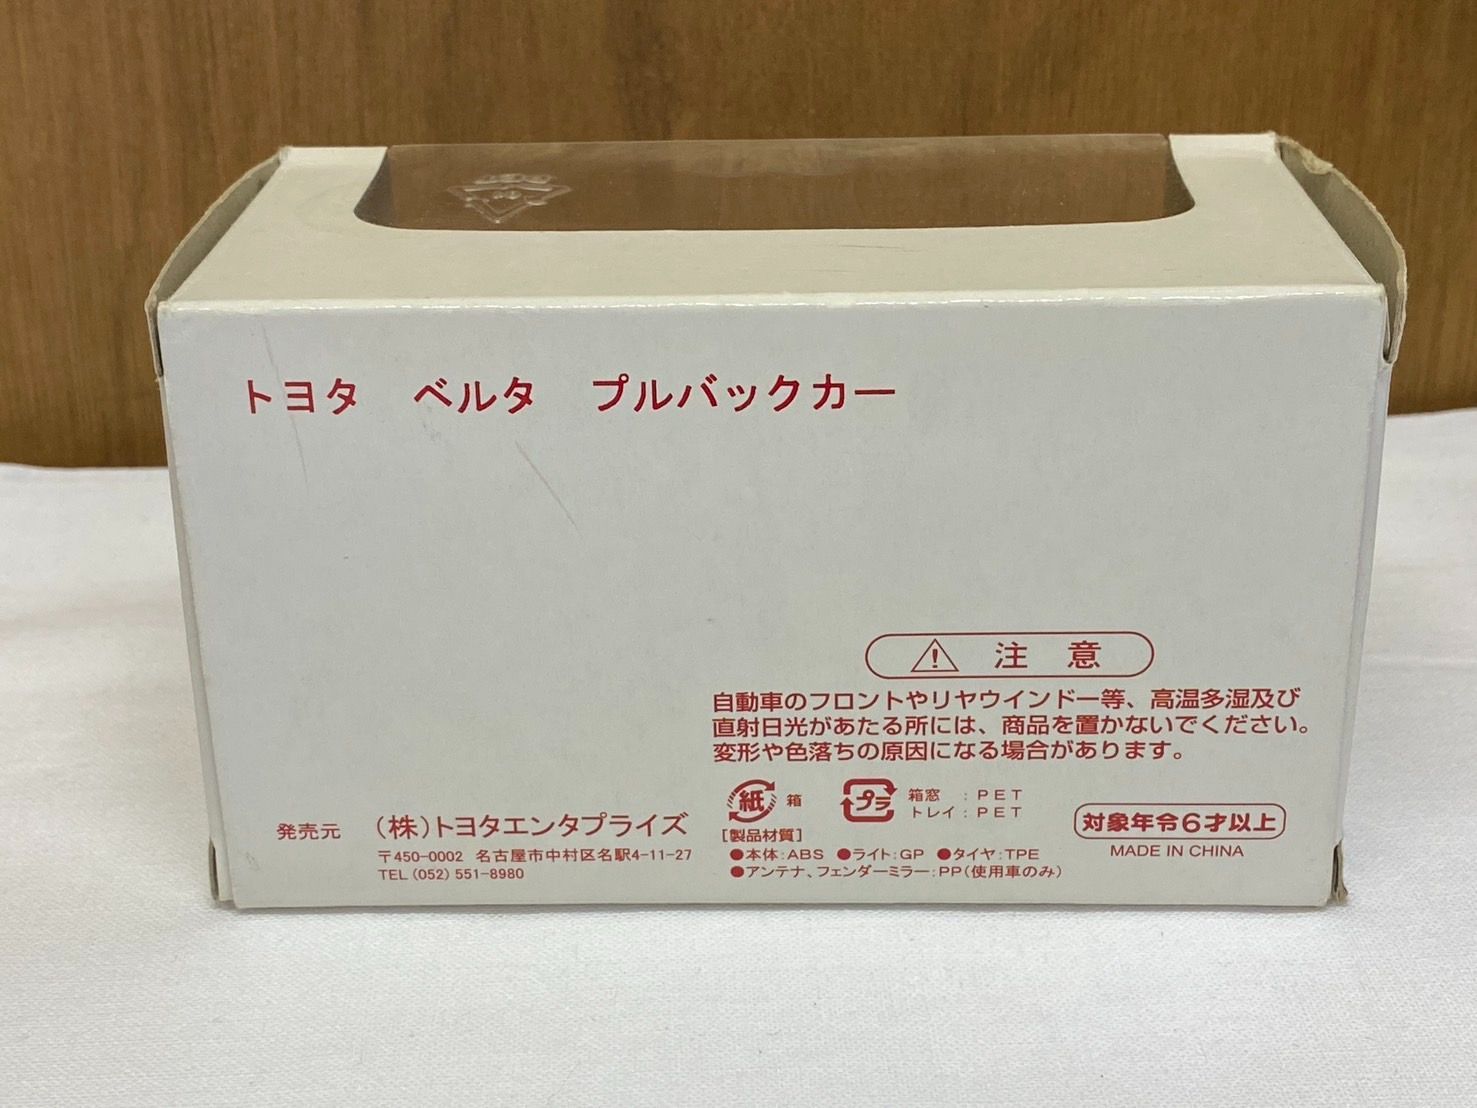 トヨタ ベルタ プルバックカー
注 意
自動車のフロントやリヤウインドー等、高温多湿及び
直射日光があたる所には、商品を置かないでください。
変形や色落ちの原因になる場合があります。
紙 箱
プラ 箱窓 : PET
トレイ : PET
[製品材質]
●本体:ABS ●ライト:GP ●タイヤ:TPE
●アンテナ、フェンダーミラー:PP(使用車のみ)
対象年令6才以上
MADE IN CHINA
発売元 (株)トヨタエンタプライズ
〒450-0002 名古屋市中村区名駅4-11-27
TEL (052) 551-8980